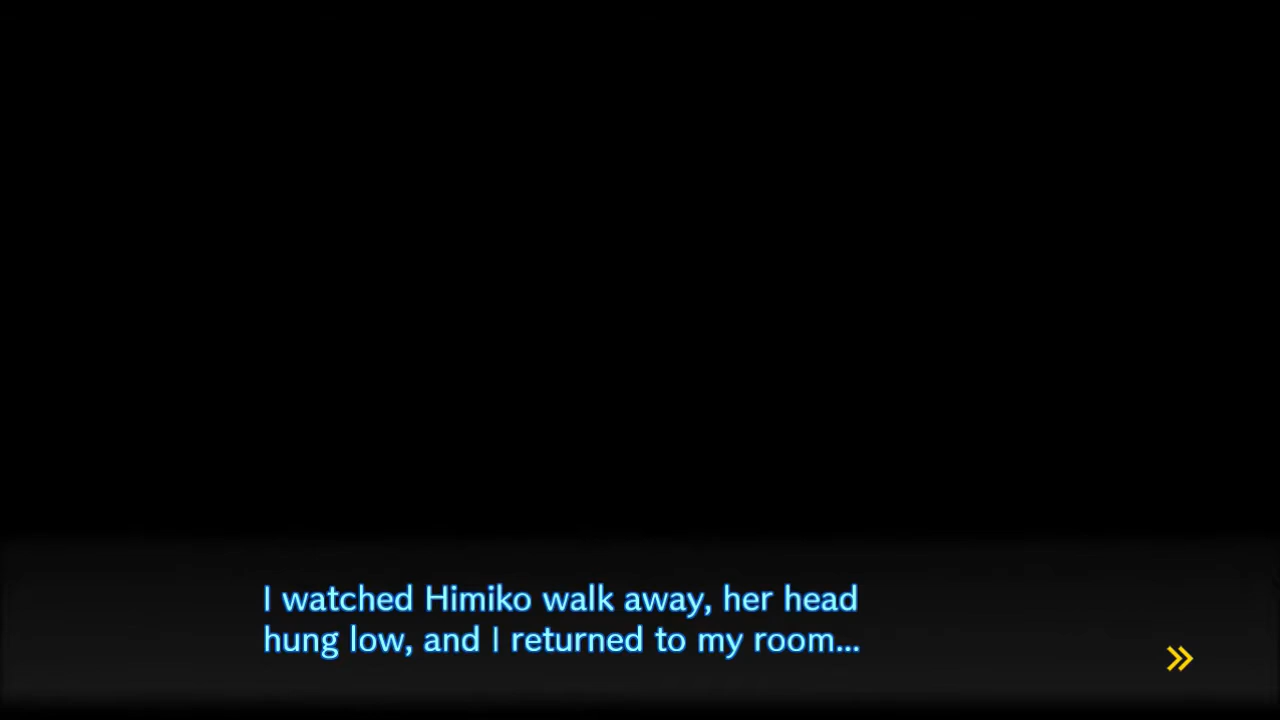 I watched Himiko walk away, her head
hung low, and I returned to my room...